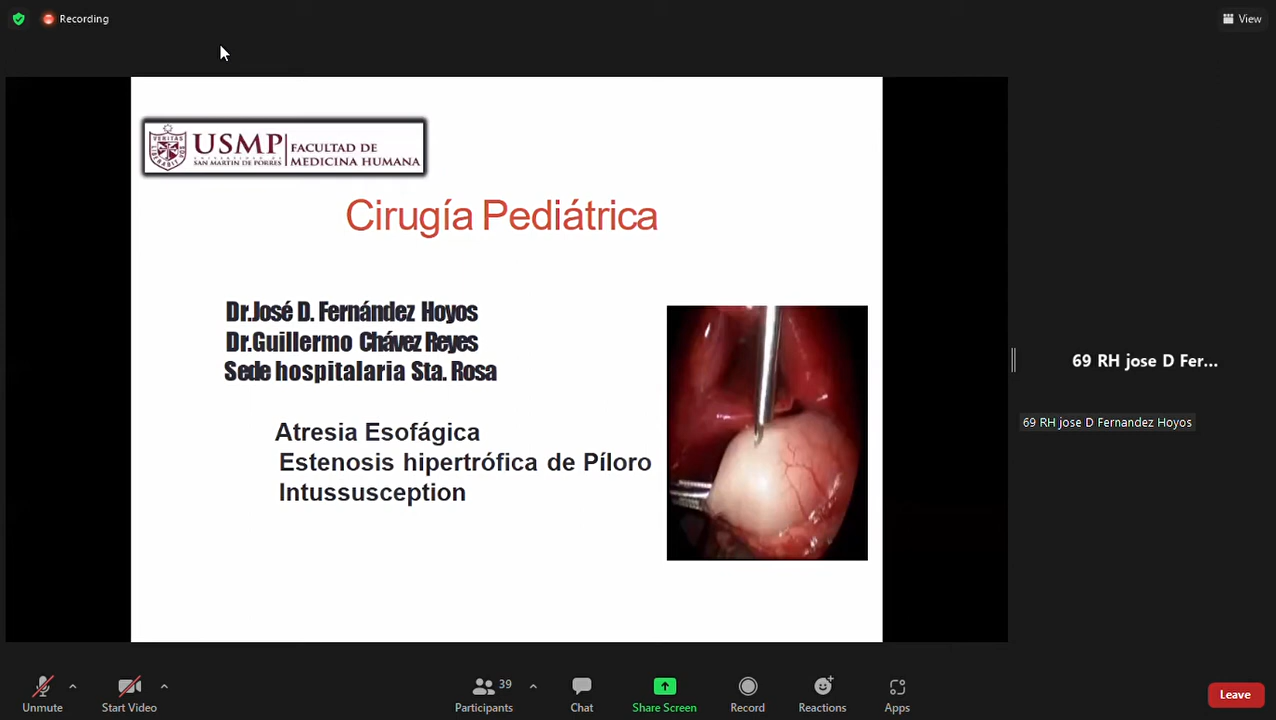 Recording
View
USMP
UNIVERSIDAD DE
SAN MARTIN DE PORRES
FACULTAD DE
MEDICINA HUMANA
Cirugía Pediátrica
Dr.José D. Fernández Hoyos
Dr.Guillermo Chávez Reyes
Sede hospitalaria Sta. Rosa
Atresia Esofágica
Estenosis hipertrófica de Píloro
Intussusception
69 RH jose D Fer...
69 RH jose D Fernandez Hoyos
Unmute
Start Video
39
Participants
Chat
Share Screen
Record
Reactions
Apps
Leave